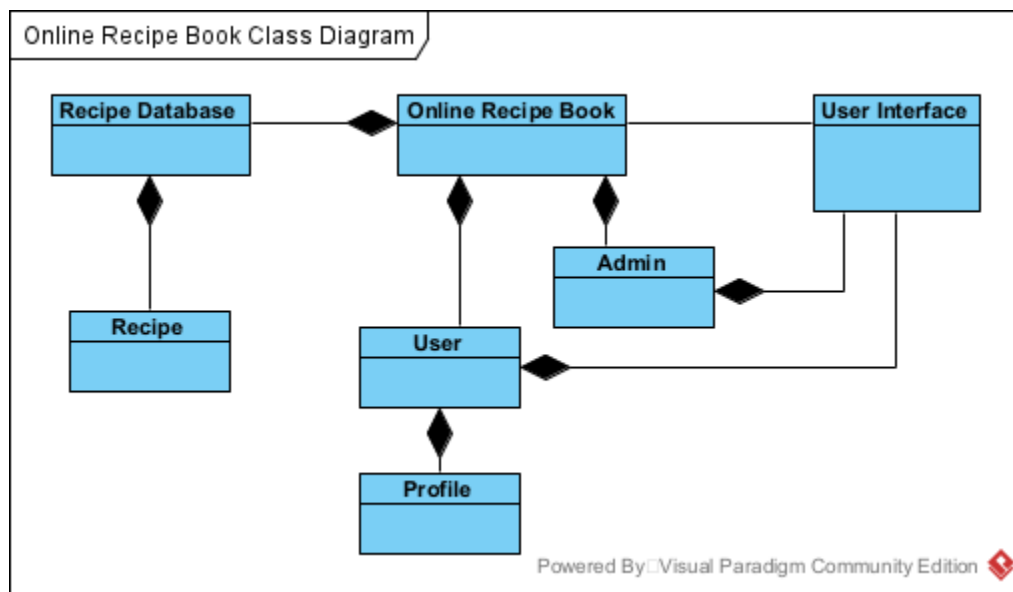 Online Recipe Book Class Diagram
Recipe Database
Online Recipe Book
User Interface
Admin
Recipe
User
Profile
Powered By Visual Paradigm Community Edition